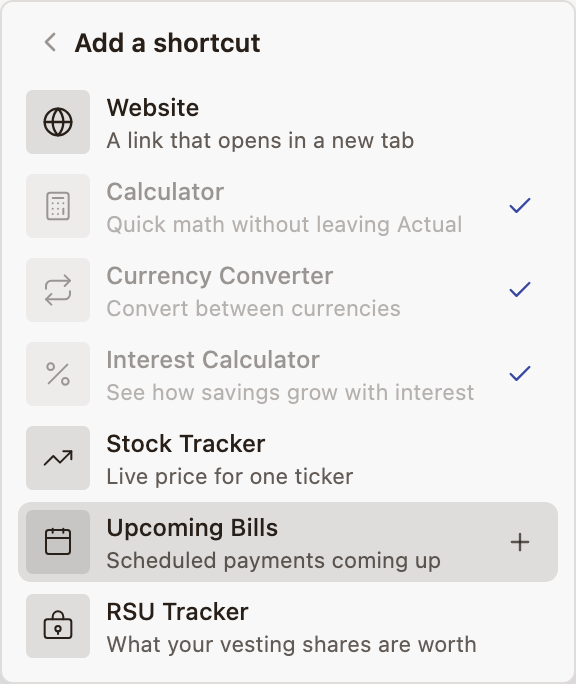 Add a shortcut
Website
A link that opens in a new tab
Calculator
Quick math without leaving Actual
Currency Converter
Convert between currencies
Interest Calculator
See how savings grow with interest
Stock Tracker
Live price for one ticker
Upcoming Bills
Scheduled payments coming up
RSU Tracker
What your vesting shares are worth